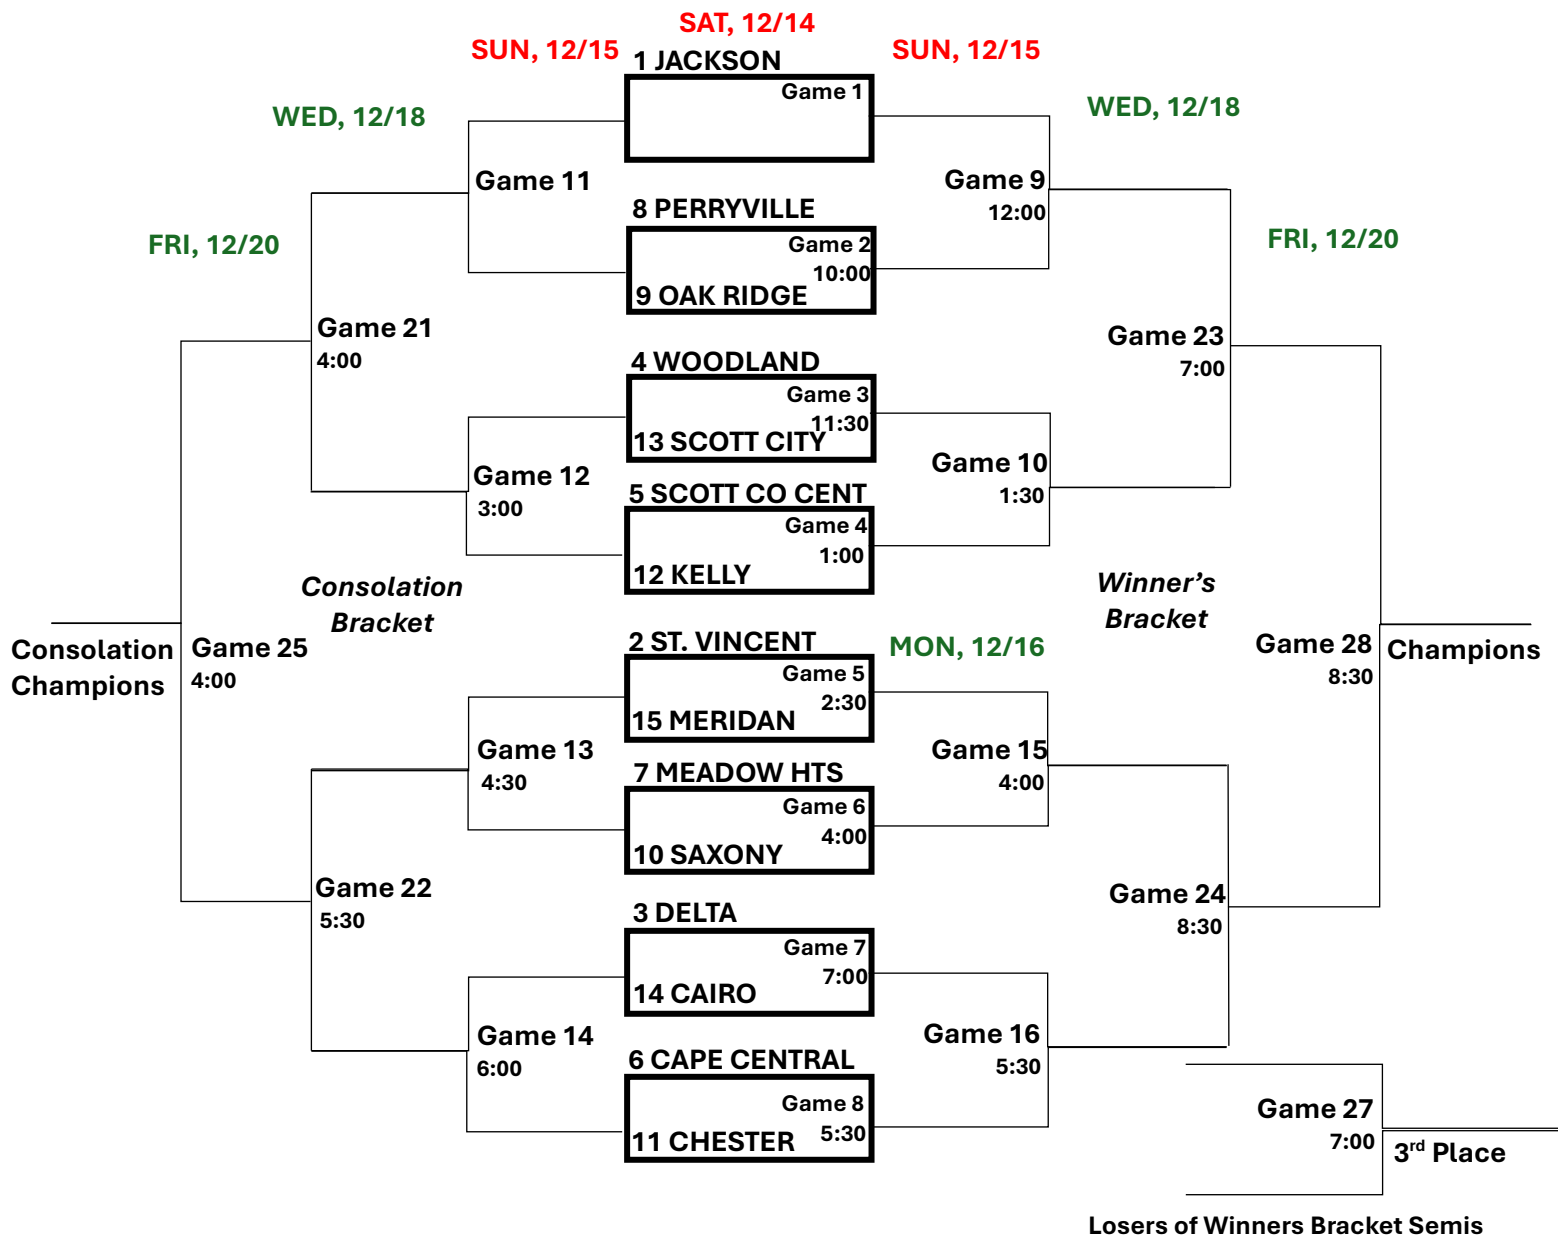 SAT, 12/14
SUN, 12/15
SUN, 12/15
1 JACKSON
Game 1
WED, 12/18
WED, 12/18
Game 11
Game 9
12:00
8 PERRYVILLE
Game 2
10:00
9 OAK RIDGE
FRI, 12/20
FRI, 12/20
Game 21
4:00
Game 23
7:00
4 WOODLAND
Game 3
11:30
13 SCOTT CITY
Game 12
3:00
Game 10
1:30
5 SCOTT CO CENT
Game 4
1:00
12 KELLY
Consolation
Bracket
Winner’s
Bracket
Consolation
Champions
Game 25
4:00
2 ST. VINCENT
MON, 12/16
Game 28
8:30
Champions
Game 5
2:30
15 MERIDAN
Game 13
4:30
Game 15
4:00
7 MEADOW HTS
Game 6
4:00
10 SAXONY
Game 22
5:30
Game 24
8:30
3 DELTA
Game 7
7:00
14 CAIRO
Game 14
6:00
Game 16
5:30
6 CAPE CENTRAL
Game 8
5:30
11 CHESTER
Game 27
7:00
3rd Place
Losers of Winners Bracket Semis